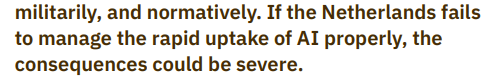 militarily, and normatively. If the Netherlands fails
to manage the rapid uptake of AI properly, the
consequences could be severe.